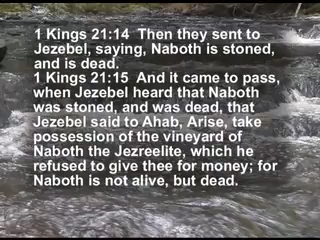 1 Kings 21:14  Then they sent to
Jezebel, saying, Naboth is stoned,
and is dead.
1 Kings 21:15  And it came to pass,
when Jezebel heard that Naboth
was stoned, and was dead, that
Jezebel said to Ahab, Arise, take
possession of the vineyard of
Naboth the Jezreelite, which he
refused to give thee for money; for
Naboth is not alive, but dead.